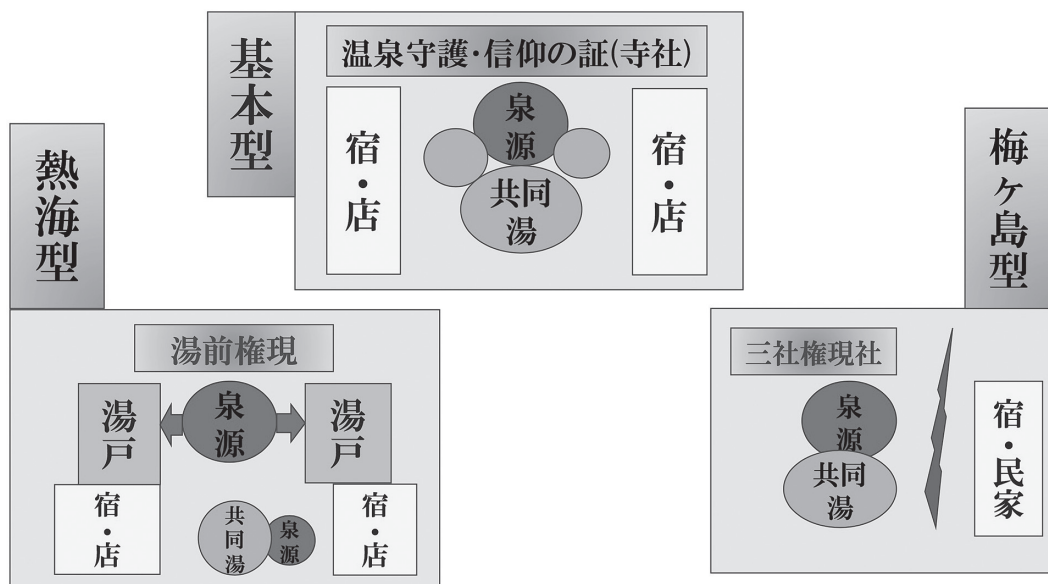 基本型
温泉守護・信仰の証(寺社)
宿・店
泉源
共同湯
宿・店
熱海型
湯前権現
湯戸
泉源
湯戸
宿・店
共同湯
泉源
宿・店
梅ヶ島型
三社権現社
泉源
共同湯
宿・民家